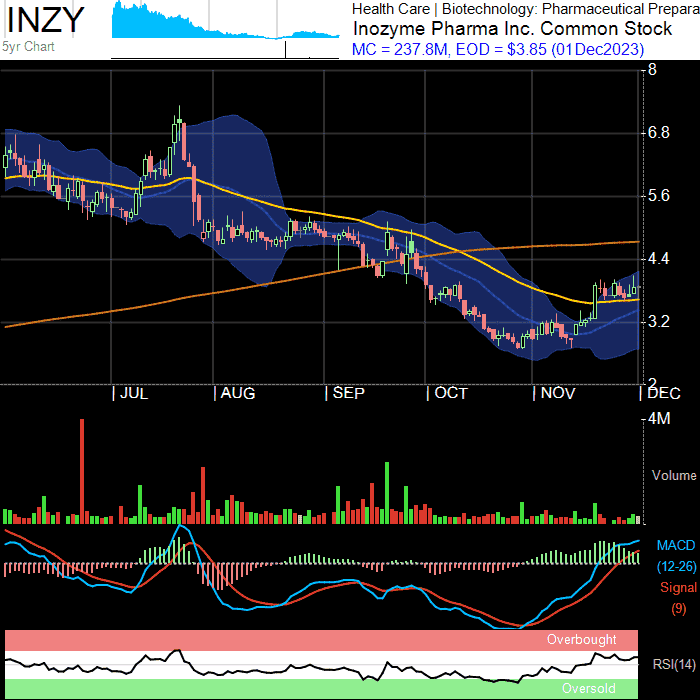 INZY
5yr Chart
Health Care | Biotechnology: Pharmaceutical Prepara
Inozyme Pharma Inc. Common Stock
MC = 237.8M, EOD = $3.85 (01Dec2023)
8
6.8
5.6
4.4
3.2
2
JUL AUG SEP OCT NOV DEC
4M
Volume
MACD
(12-26)
Signal
(9)
Overbought
RSI(14)
Oversold